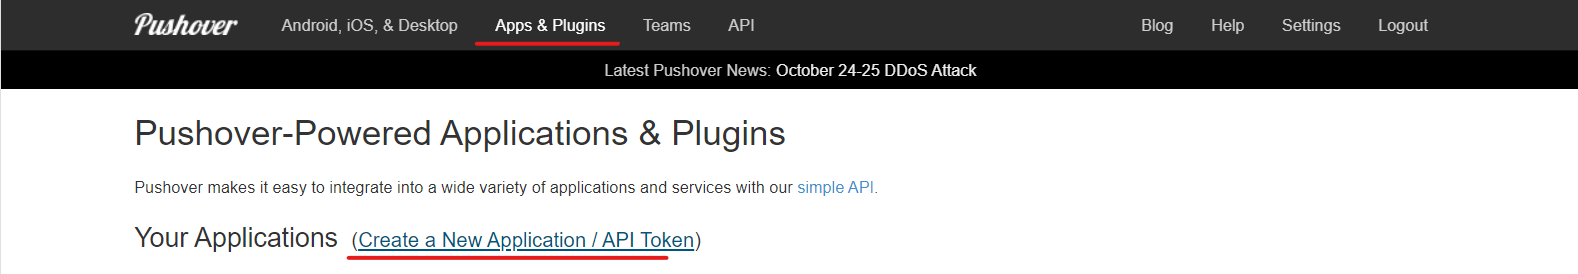 Pushover Android, iOS, & Desktop Apps & Plugins Teams API Blog Help Settings Logout
Latest Pushover News: October 24-25 DDoS Attack
Pushover-Powered Applications & Plugins
Pushover makes it easy to integrate into a wide variety of applications and services with our simple API.
Your Applications (Create a New Application / API Token)